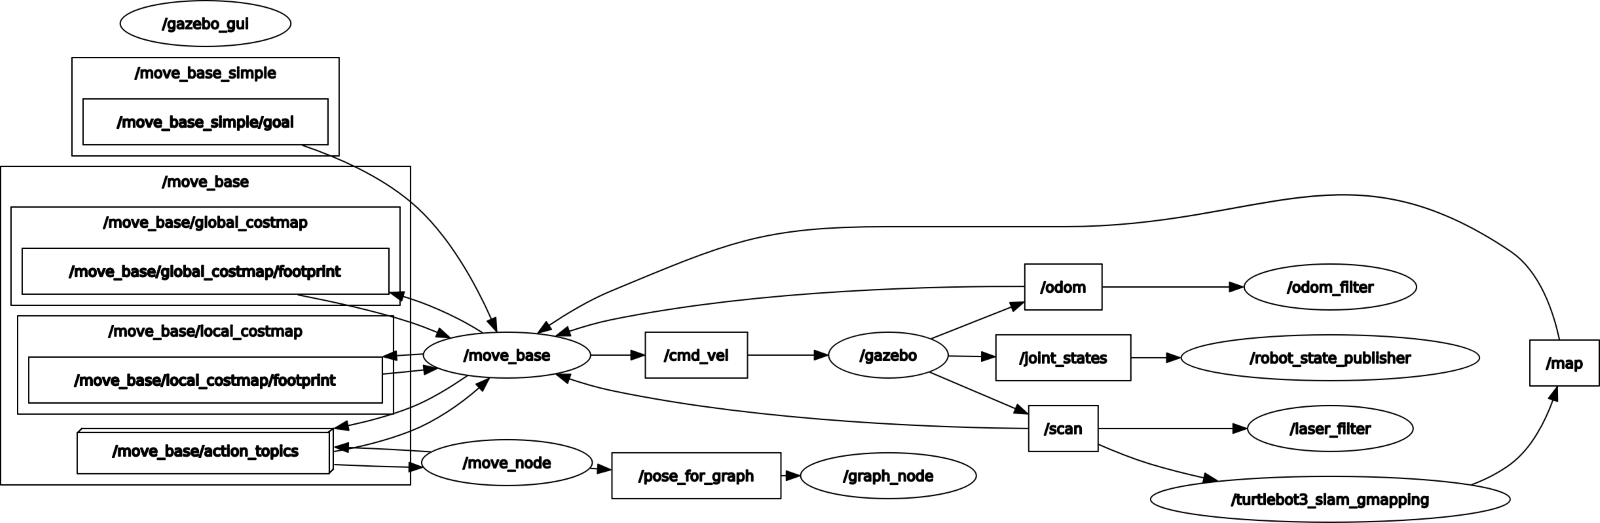 /gazebo_gui
/move_base_simple
/move_base_simple/goal
/move_base
/move_base/global_costmap
/move_base/global_costmap/footprint
/move_base/local_costmap
/move_base/local_costmap/footprint
/move_base/action_topics
/move_base
/move_node
/cmd_vel
/pose_for_graph
/gazebo
/graph_node
/odom
/joint_states
/scan
/odom_filter
/robot_state_publisher
/laser_filter
/turtlebot3_slam_gmapping
/map